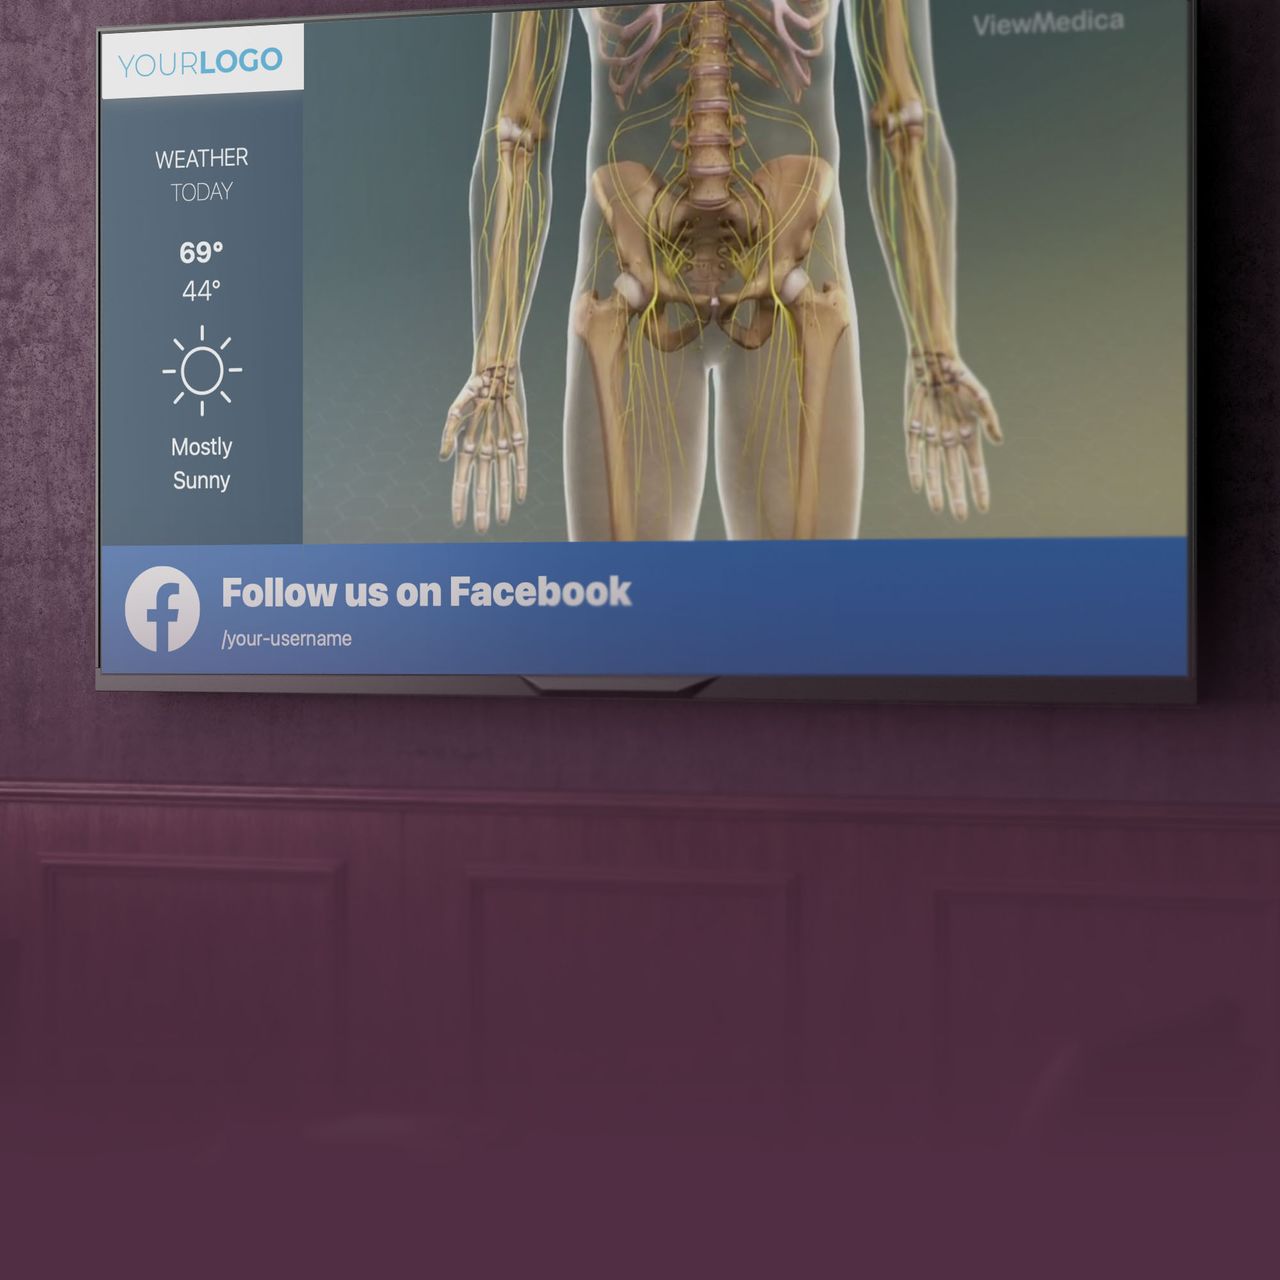 YOURLOGO
ViewMedica
WEATHER
TODAY
69°
44°
Mostly
Sunny
Follow us on Facebook
/your-username